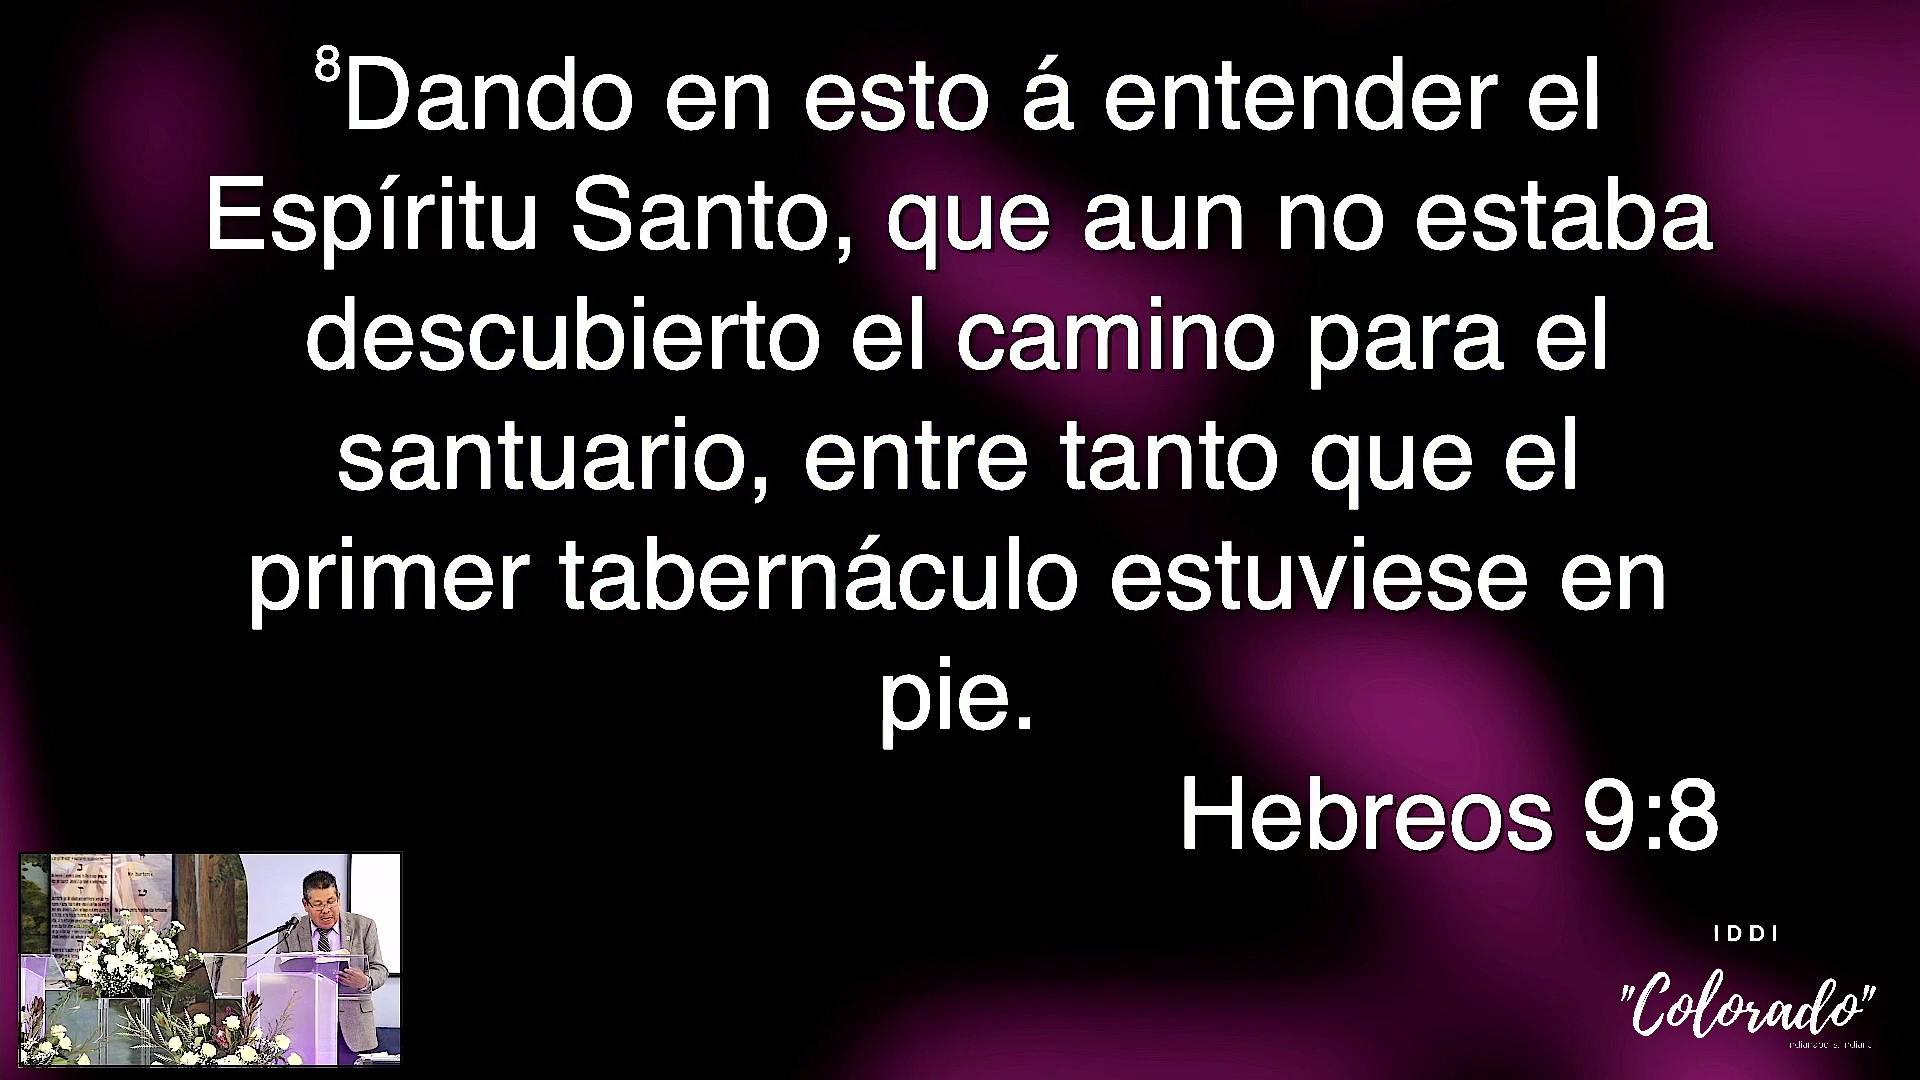 ⁸Dando en esto á entender el
Espíritu Santo, que aun no estaba
descubierto el camino para el
santuario, entre tanto que el
primer tabernáculo estuviese en
pie.
Hebreos 9:8
IDDI
"Colorado"